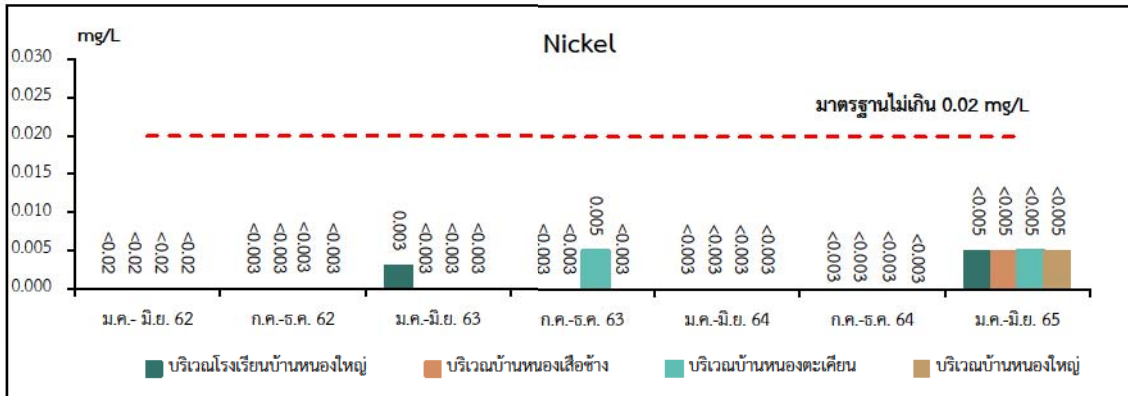 Nickel
mg/L
มาตรฐานไม่เกิน 0.02 mg/L
0.030
0.025
0.020
0.015
0.010
0.005
0.000
<0.02 <0.02 <0.02 <0.02
<0.003 <0.003 <0.003 <0.003
0.003 <0.003 <0.003 <0.003
<0.003 <0.003 0.005 <0.003
<0.003 <0.003 <0.003 <0.003
<0.003 <0.003 <0.003 <0.003
<0.005 <0.005 <0.005 <0.005
ม.ค.- มิ.ย. 62 ก.ค.-ธ.ค. 62 ม.ค.-มิ.ย. 63 ก.ค.-ธ.ค. 63 ม.ค.-มิ.ย. 64 ก.ค.-ธ.ค. 64 ม.ค.-มิ.ย. 65
บริเวณโรงเรียนบ้านหนองใหญ่ บริเวณบ้านหนองเสือช้าง บริเวณบ้านหนองตะเคียน บริเวณบ้านหนองใหญ่